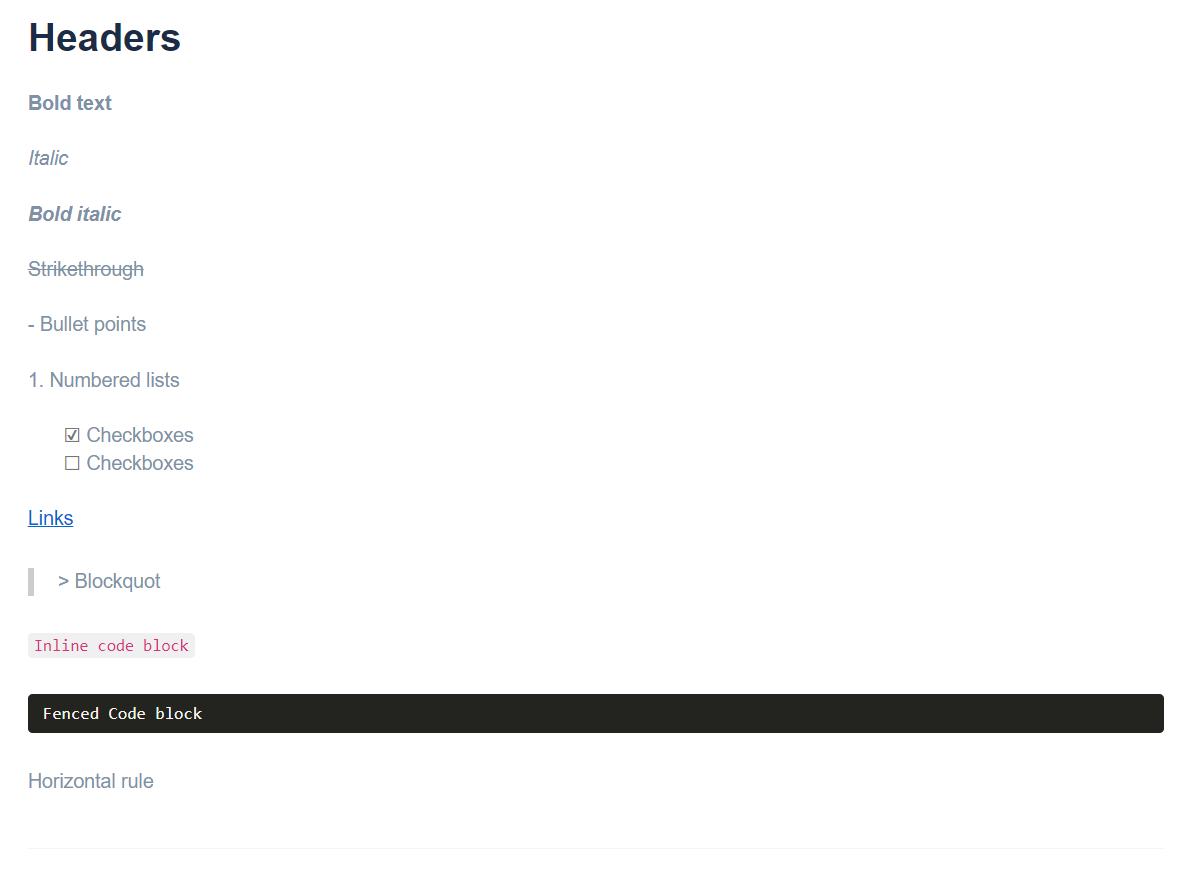 Headers
Bold text
Italic
Bold italic
Strikethrough
- Bullet points
1. Numbered lists
☑ Checkboxes
☐ Checkboxes
Links
> Blockquot
Inline code block
Fenced Code block
Horizontal rule